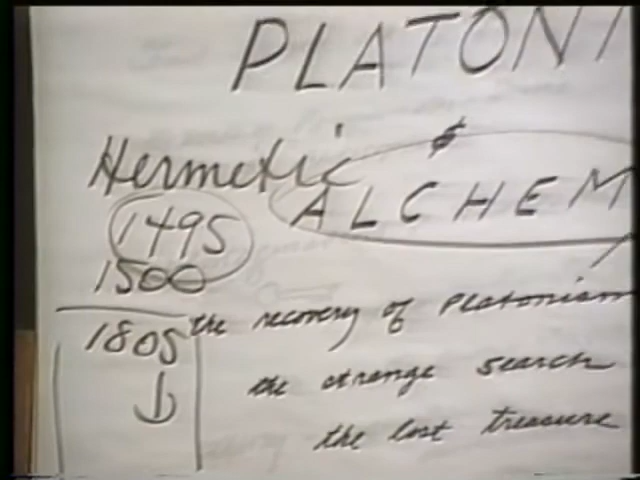 PLATONI
Hermetic
$
ALCHEM
1495
1500
1805
the recovery of Platonism
the strange search
the lost treasure